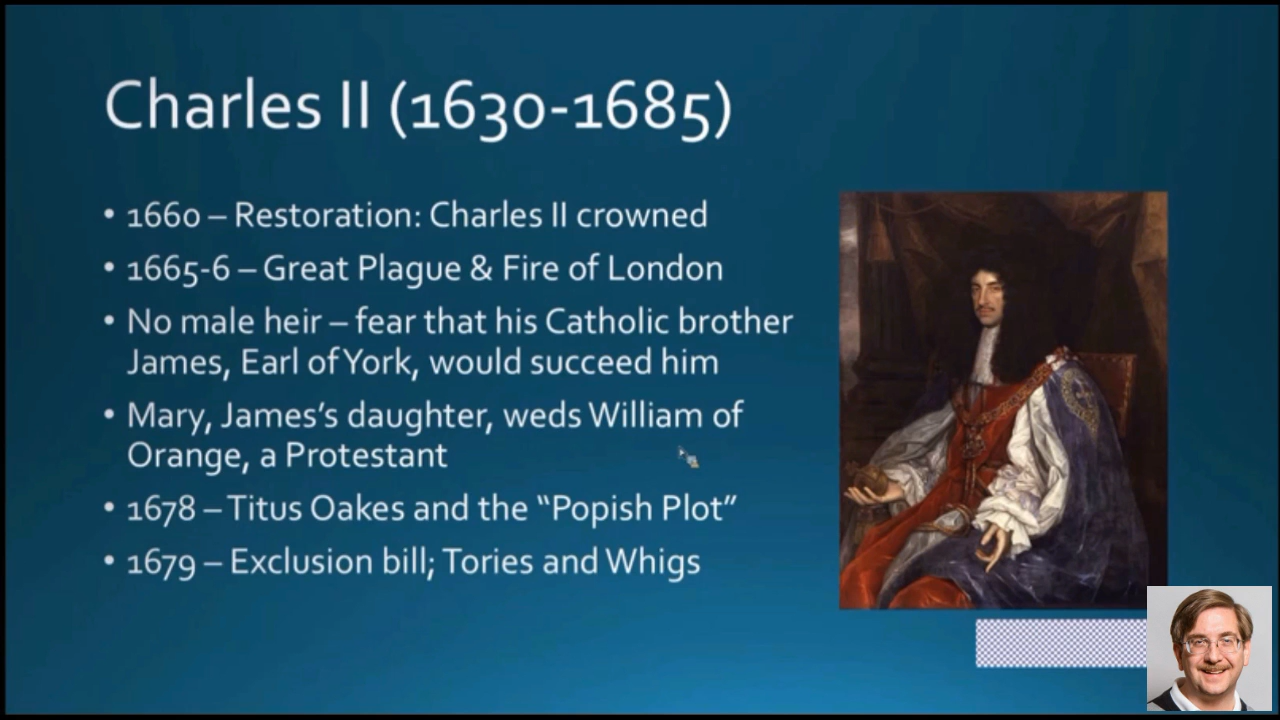 Charles II (1630-1685)
• 1660 – Restoration: Charles II crowned
• 1665-6 – Great Plague & Fire of London
• No male heir – fear that his Catholic brother
James, Earl of York, would succeed him
• Mary, James’s daughter, weds William of
Orange, a Protestant
• 1678 – Titus Oakes and the “Popish Plot”
• 1679 – Exclusion bill; Tories and Whigs